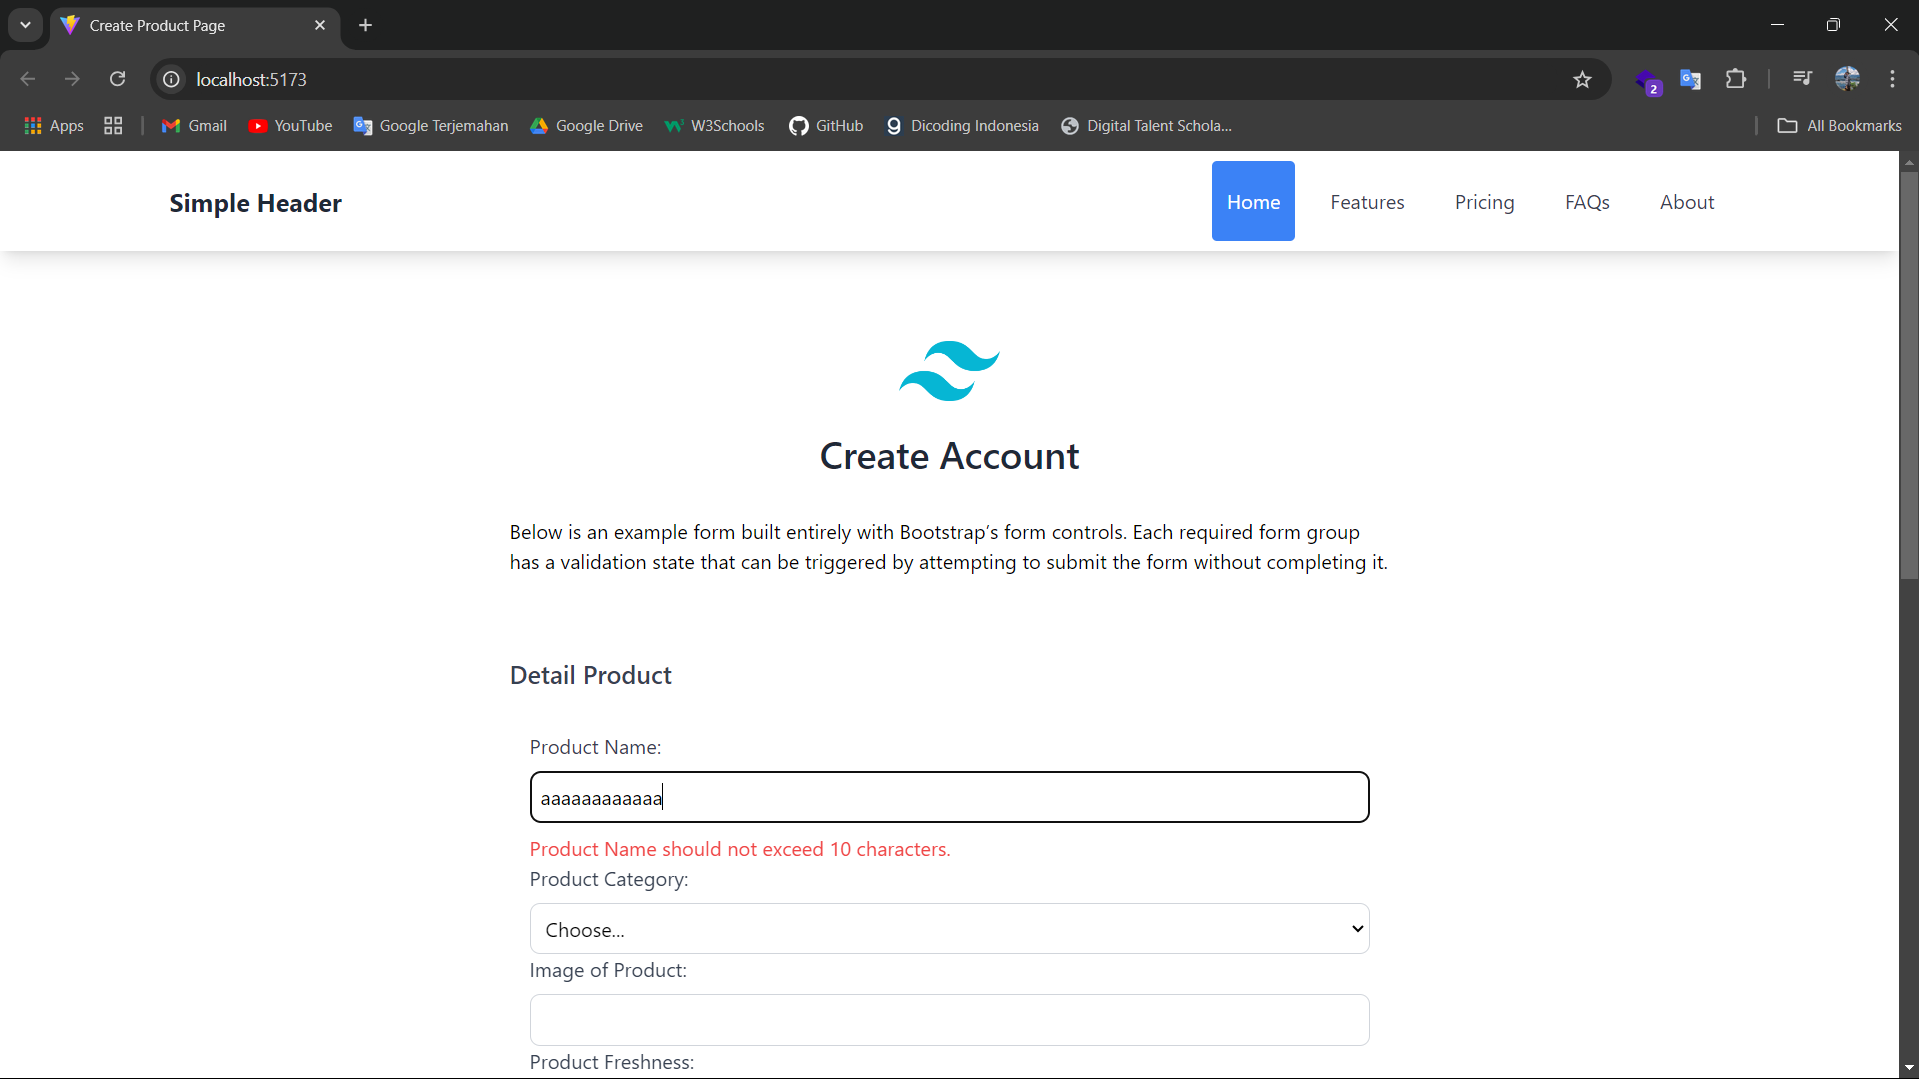 Create Product Page
localhost:5173
2
Apps
Gmail
YouTube
Google Terjemahan
Google Drive
W3Schools
GitHub
Dicoding Indonesia
Digital Talent Schola...
All Bookmarks
Simple Header
Home
Features
Pricing
FAQs
About
Create Account
Below is an example form built entirely with Bootstrap's form controls. Each required form group
has a validation state that can be triggered by attempting to submit the form without completing it.
Detail Product
Product Name:
aaaaaaaaaaaa
Product Name should not exceed 10 characters.
Product Category:
Choose...
Image of Product:
Product Freshness: